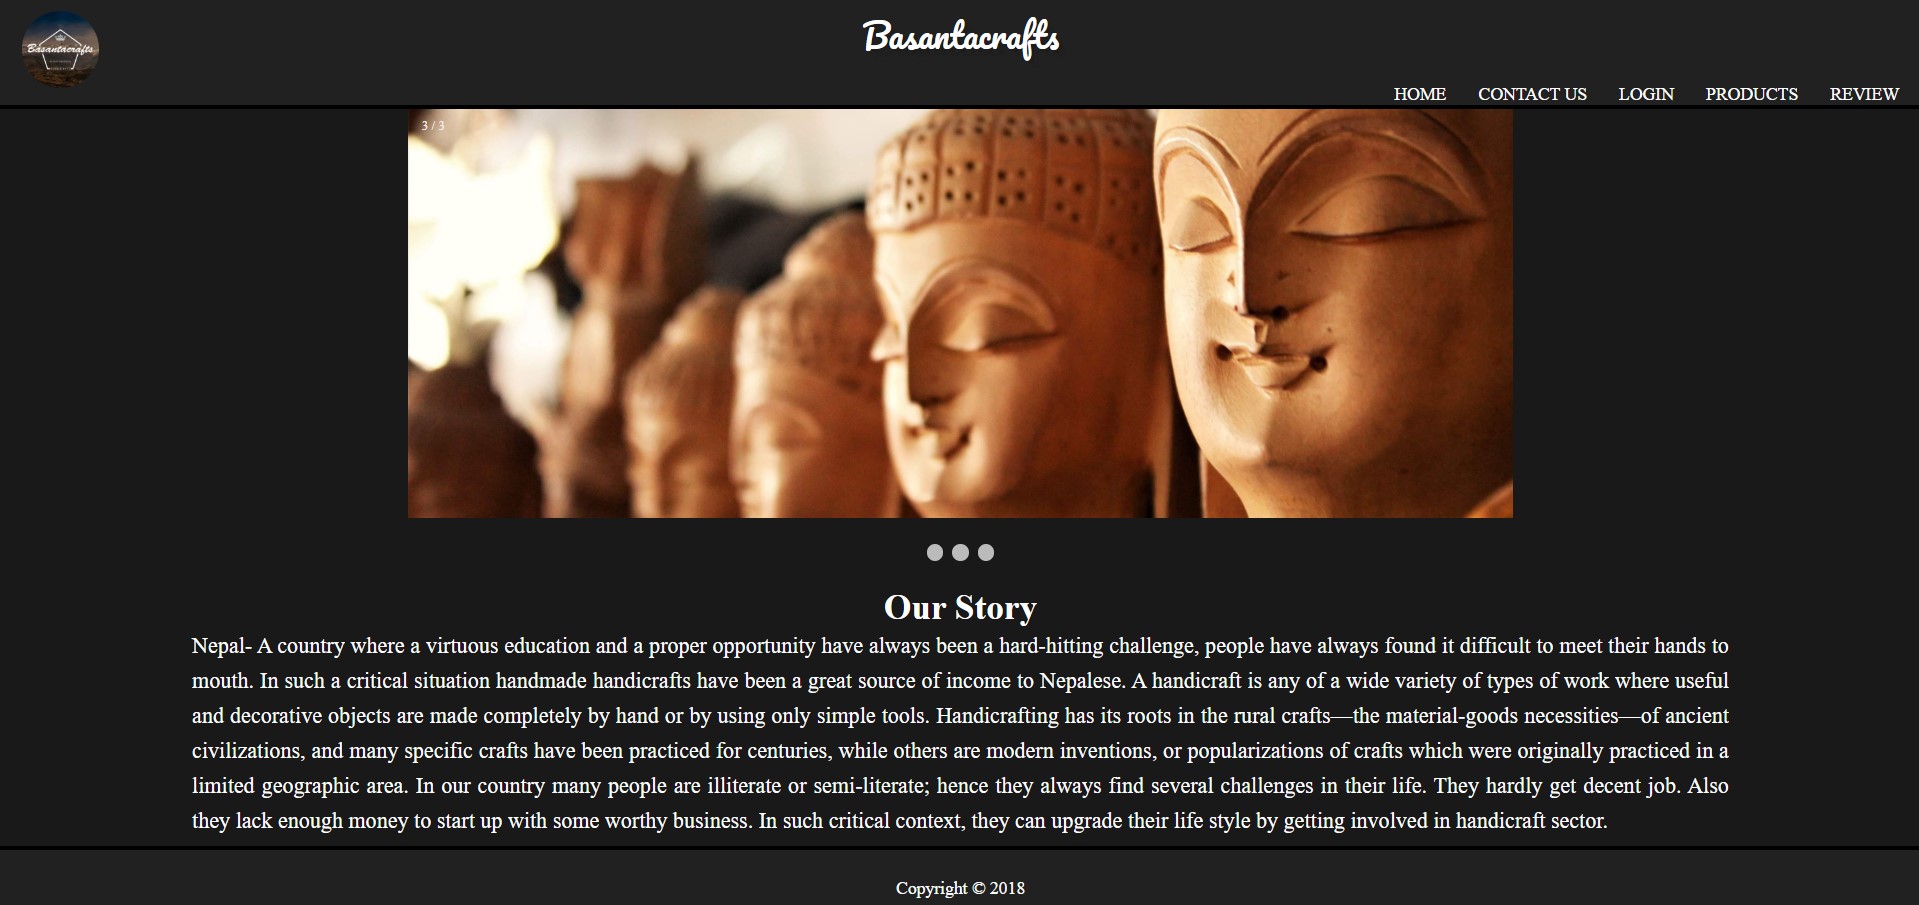 Basantacrafts
Basantacrafts
HOME CONTACT US LOGIN PRODUCTS REVIEW
3 / 3
Our Story
Nepal- A country where a virtuous education and a proper opportunity have always been a hard-hitting challenge, people have always found it difficult to meet their hands to
mouth. In such a critical situation handmade handicrafts have been a great source of income to Nepalese. A handicraft is any of a wide variety of types of work where useful
and decorative objects are made completely by hand or by using only simple tools. Handicrafting has its roots in the rural crafts—the material-goods necessities—of ancient
civilizations, and many specific crafts have been practiced for centuries, while others are modern inventions, or popularizations of crafts which were originally practiced in a
limited geographic area. In our country many people are illiterate or semi-literate; hence they always find several challenges in their life. They hardly get decent job. Also
they lack enough money to start up with some worthy business. In such critical context, they can upgrade their life style by getting involved in handicraft sector.
Copyright © 2018